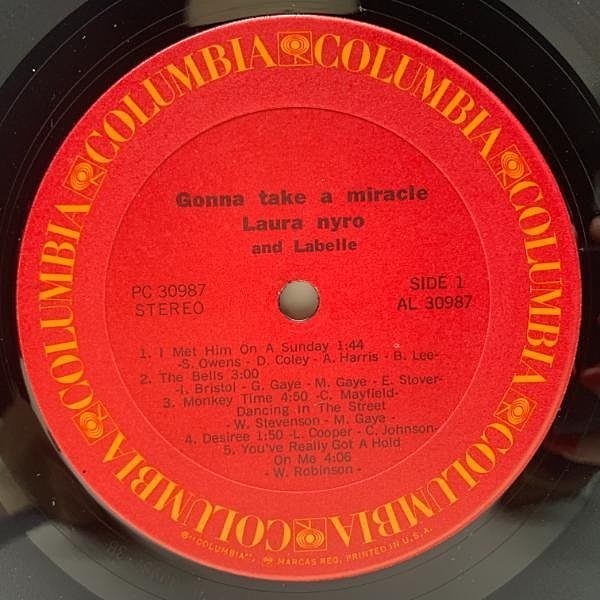 COLUMBIA COLUMBIA COLUMBIA COLUMBIA COLUMBIA COLUMBIA COLUMBIA
Gonna take a miracle
Laura nyro
and Labelle
PC 30987
STEREO
SIDE 1
AL 30987
1. I Met Him On A Sunday 1:44
-S. Owens - D. Coley - A. Harris - B. Lee-
2. The Bells 3:00
-I. Bristol - G. Gaye - M. Gaye - E. Stover-
3. Monkey Time 4:50 -C. Mayfield-
Dancing In The Street
- W. Stevenson - M. Gaye -
4. Desiree 1:50 -L. Cooper - C. Johnson-
5. You've Really Got A Hold
On Me 4:06
- W. Robinson -
® "COLUMBIA", MARCAS REG. PRINTED IN U.S.A.